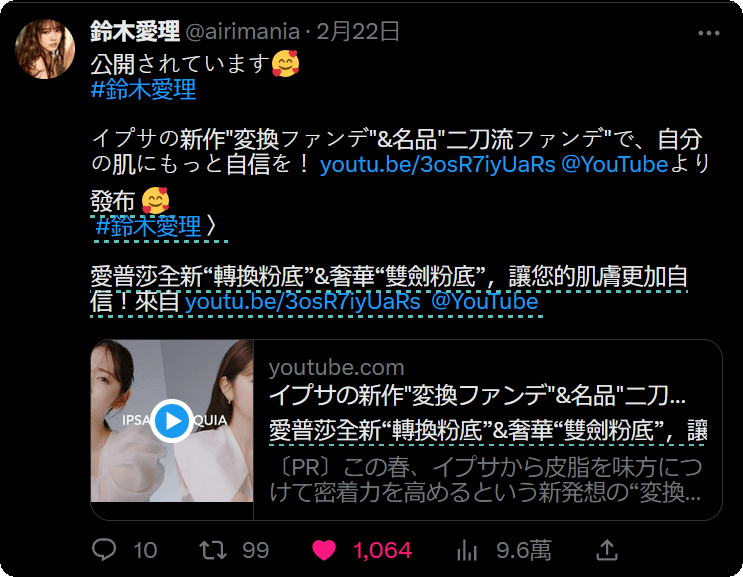 鈴木愛理 @airimania · 2月22日
公開されています🥰
#鈴木愛理
イプサの新作"変換ファンデ"&名品"二刀流ファンデ"で、自分
の肌にもっと自信を！ youtu.be/3osR7iyUaRs @YouTubeより
發布 🥰
#鈴木愛理 〉
愛普莎全新“轉換粉底”&奢華“雙劍粉底”，讓您的肌膚更加自
信！來自 youtu.be/3osR7iyUaRs @YouTube
youtube.com
イプサの新作"変換ファンデ"&名品"二刀...
愛普莎全新“轉換粉底”&奢華“雙劍粉底”，讓
IPSA QUIA
〔PR〕この春、イプサから皮脂を味方につ
けて密着力を高めるという新発想の“変換...
10 99 1,064 9.6萬